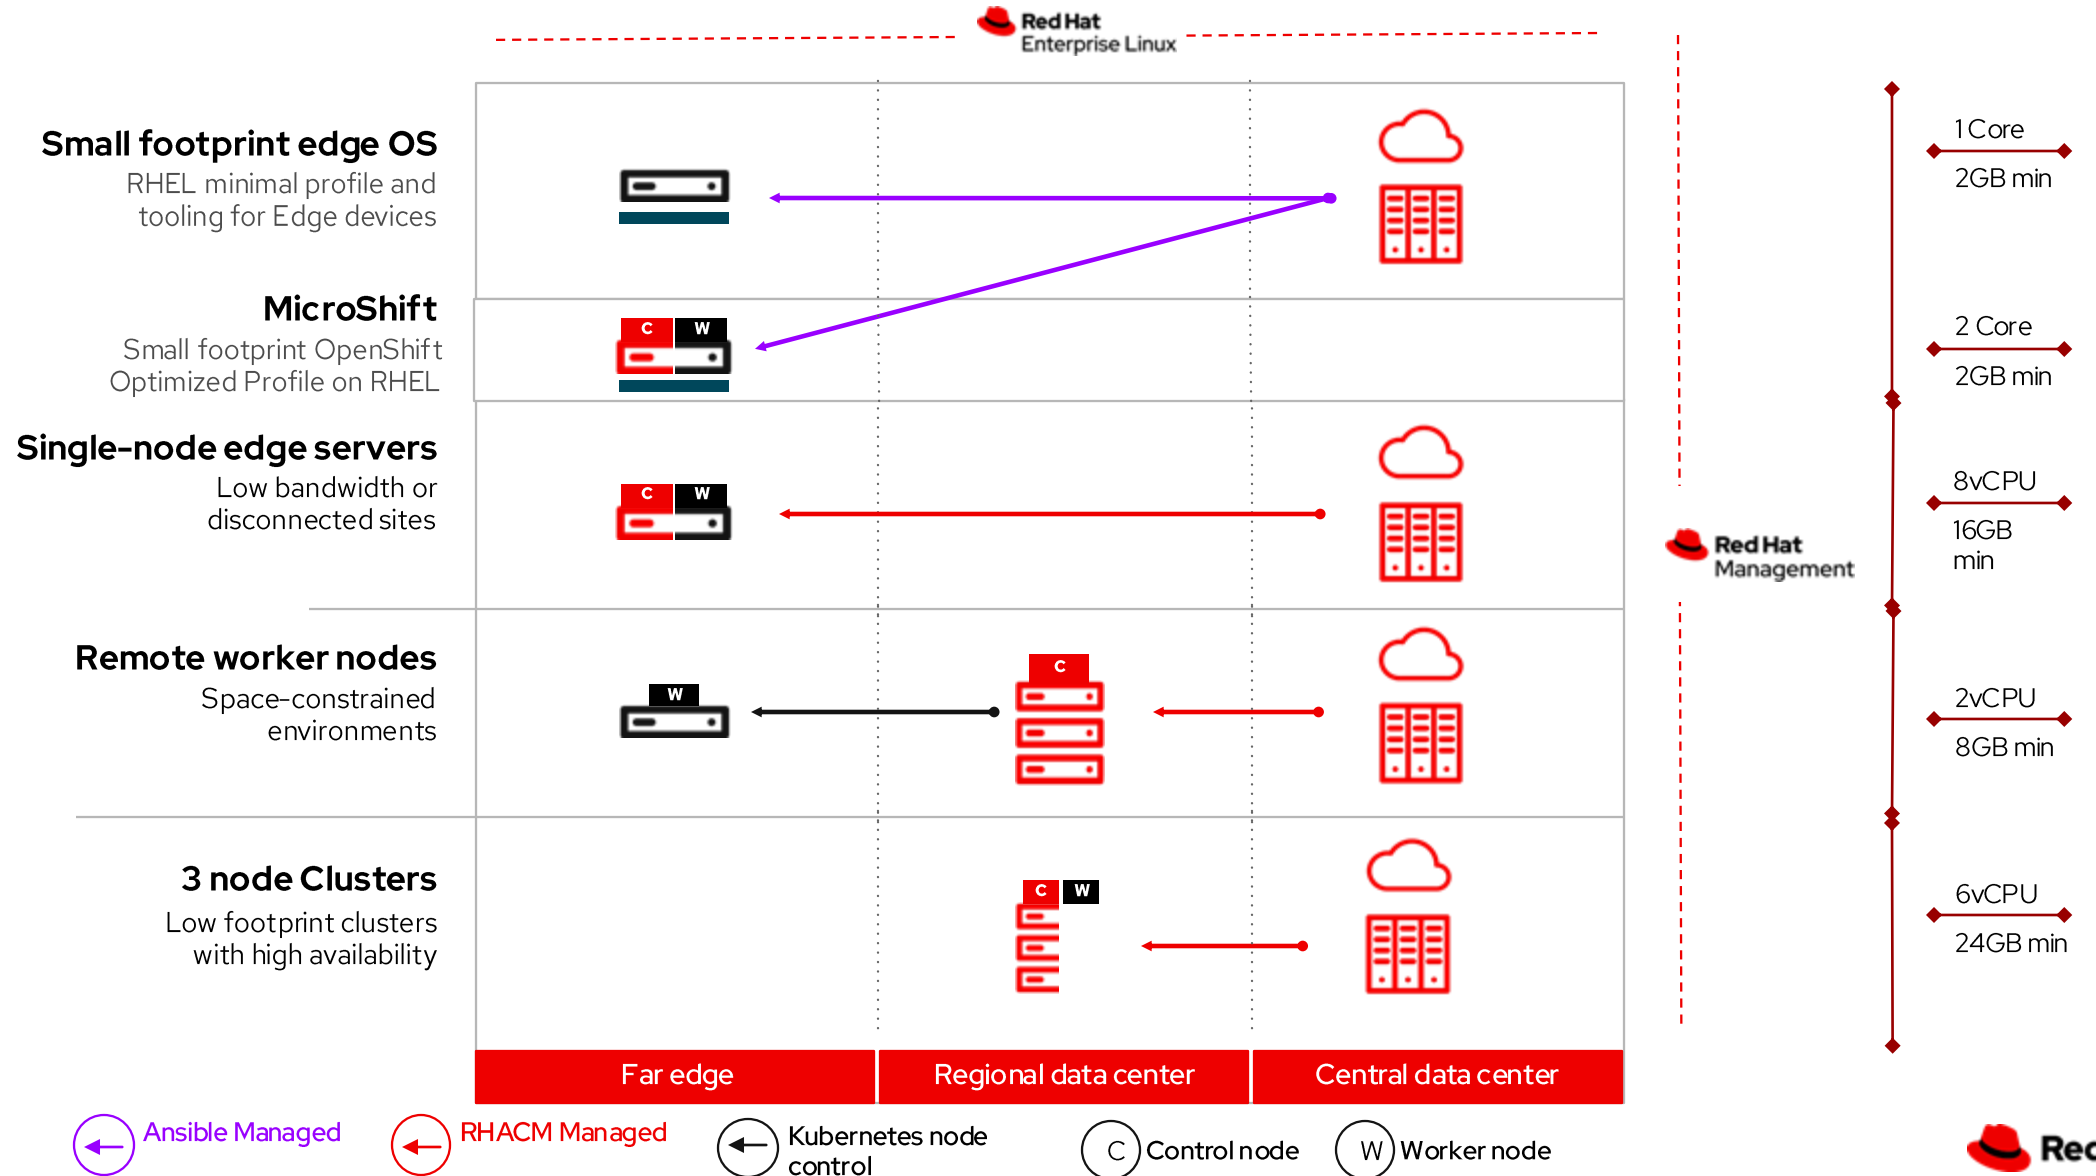 Red Hat
Enterprise Linux
Small footprint edge OS
RHEL minimal profile and
tooling for Edge devices
1 Core
2GB min
MicroShift
Small footprint OpenShift
Optimized Profile on RHEL
C W
2 Core
2GB min
Single-node edge servers
Low bandwidth or
disconnected sites
C W
8vCPU
16GB
min
Red Hat
Management
Remote worker nodes
Space-constrained
environments
W
C
2vCPU
8GB min
3 node Clusters
Low footprint clusters
with high availability
C W
6vCPU
24GB min
Far edge
Regional data center
Central data center
Ansible Managed
RHACM Managed
Kubernetes node
control
C Control node
W Worker node
Red